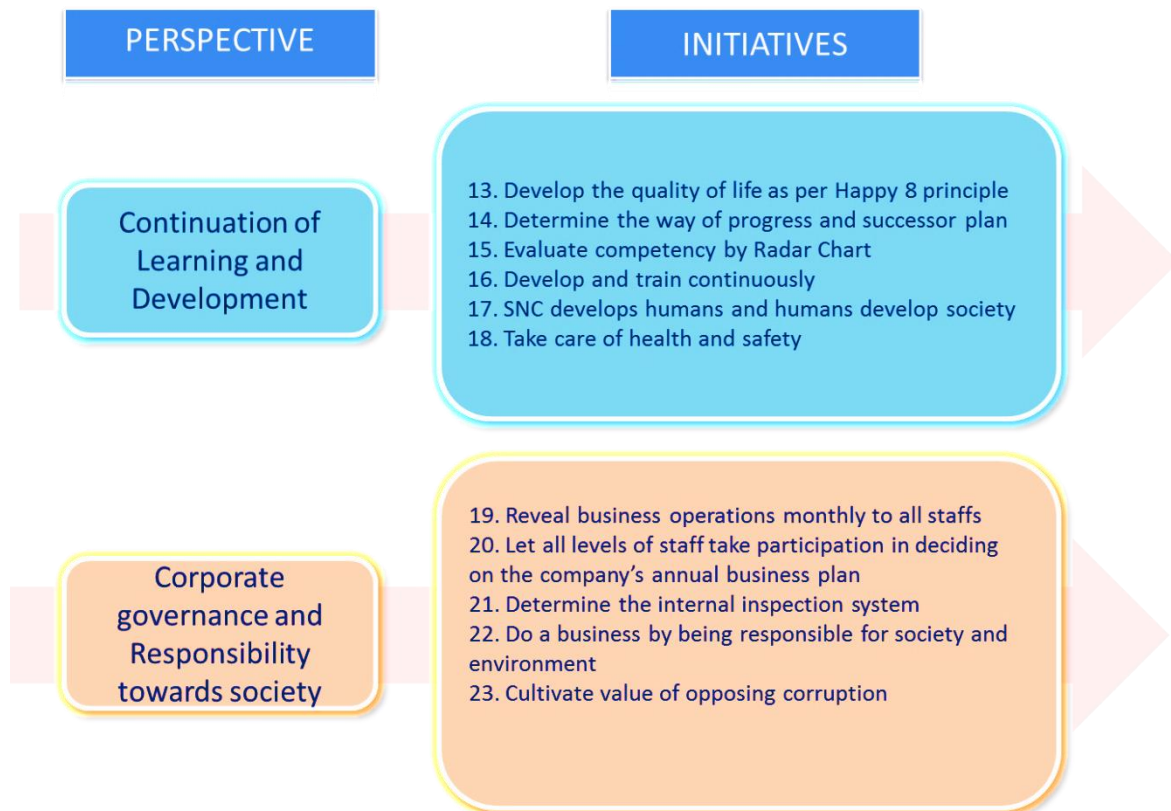 PERSPECTIVE
INITIATIVES
Continuation of
Learning and
Development
13. Develop the quality of life as per Happy 8 principle
14. Determine the way of progress and successor plan
15. Evaluate competency by Radar Chart
16. Develop and train continuously
17. SNC develops humans and humans develop society
18. Take care of health and safety
Corporate
governance and
Responsibility
towards society
19. Reveal business operations monthly to all staffs
20. Let all levels of staff take participation in deciding
on the company’s annual business plan
21. Determine the internal inspection system
22. Do a business by being responsible for society and
environment
23. Cultivate value of opposing corruption